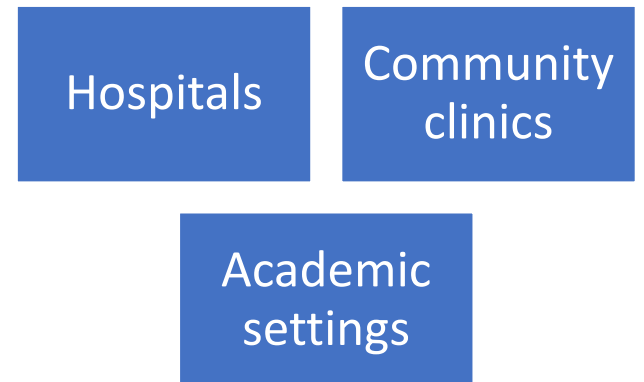 Hospitals
Community
clinics
Academic
settings